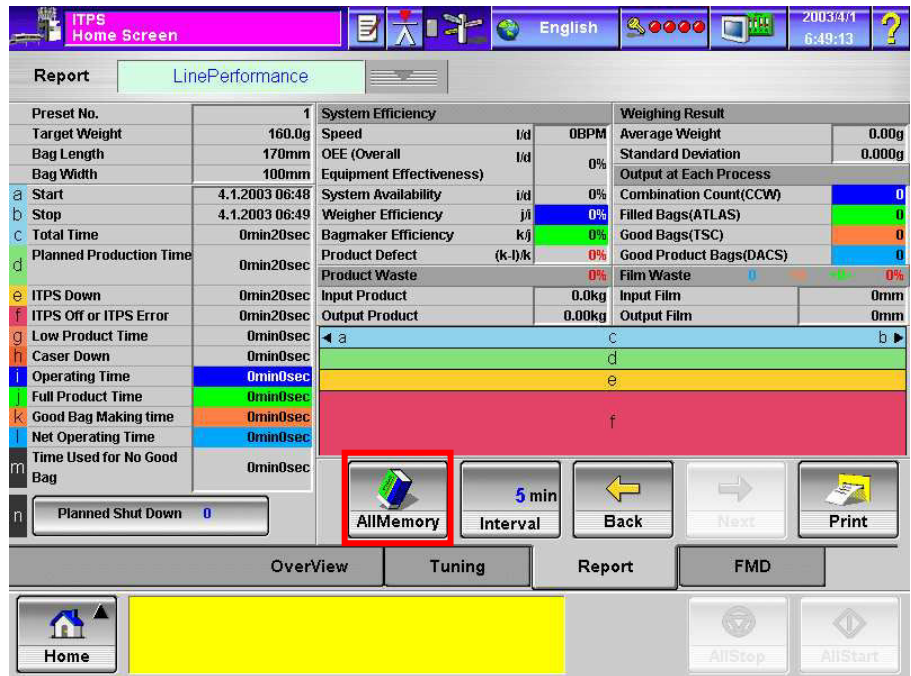 ITPS
Home Screen
English
2003/4/1
6:49:13
?
Report
LinePerformance
Preset No. 1
Target Weight 160.0g
Bag Length 170mm
Bag Width 100mm
a Start 4.1.2003 06:48
b Stop 4.1.2003 06:49
c Total Time 0min20sec
d Planned Production Time 0min20sec
e ITPS Down 0min20sec
f ITPS Off or ITPS Error 0min20sec
g Low Product Time 0min0sec
h Caser Down 0min0sec
i Operating Time 0min0sec
j Full Product Time 0min0sec
k Good Bag Making time 0min0sec
l Net Operating Time 0min0sec
m Time Used for No Good
Bag 0min0sec
n Planned Shut Down 0
System Efficiency
Speed l/d 0BPM
OEE (Overall
Equipment Effectiveness) l/d 0%
System Availability i/d 0%
Weigher Efficiency j/i 0%
Bagmaker Efficiency k/j 0%
Product Defect (k-l)/k 0%
Product Waste 0%
Input Product 0.0kg
Output Product 0.00kg
Weighing Result
Average Weight 0.00g
Standard Deviation 0.000g
Output at Each Process
Combination Count(CCW) 0
Filled Bags(ATLAS) 0
Good Bags(TSC) 0
Good Product Bags(DACS) 0
Film Waste 0 0% 
Input Film 0mm
Output Film 0mm
a c b
d
e
f
AllMemory
5 min
Interval
Back
Next
Print
OverView
Tuning
Report
FMD
Home
AllStop
AllStart